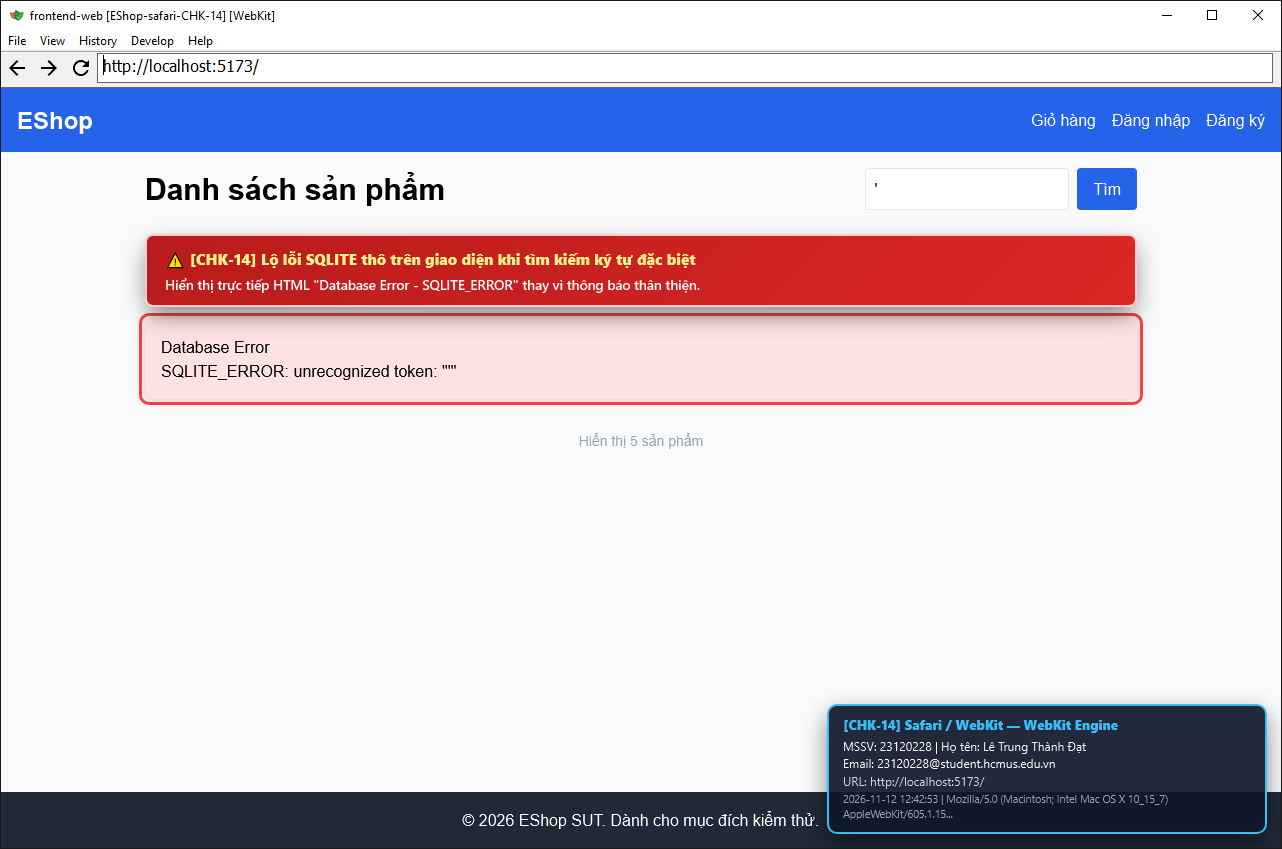 frontend-web [EShop-safari-CHK-14] [WebKit]
File View History Develop Help
http://localhost:5173/
EShop
Giỏ hàng Đăng nhập Đăng ký
Danh sách sản phẩm
' Tìm
⚠ [CHK-14] Lộ lỗi SQLITE thô trên giao diện khi tìm kiếm ký tự đặc biệt
Hiển thị trực tiếp HTML "Database Error - SQLITE_ERROR" thay vì thông báo thân thiện.
Database Error
SQLITE_ERROR: unrecognized token: "'"
Hiển thị 5 sản phẩm
[CHK-14] Safari / WebKit — WebKit Engine
MSSV: 23120228 | Họ tên: Lê Trung Thành Đạt
Email: 23120228@student.hcmus.edu.vn
URL: http://localhost:5173/
2026-11-12 12:42:53 | Mozilla/5.0 (Macintosh; Intel Mac OS X 10_15_7)
AppleWebKit/605.1.15...
© 2026 EShop SUT. Dành cho mục đích kiểm thử.